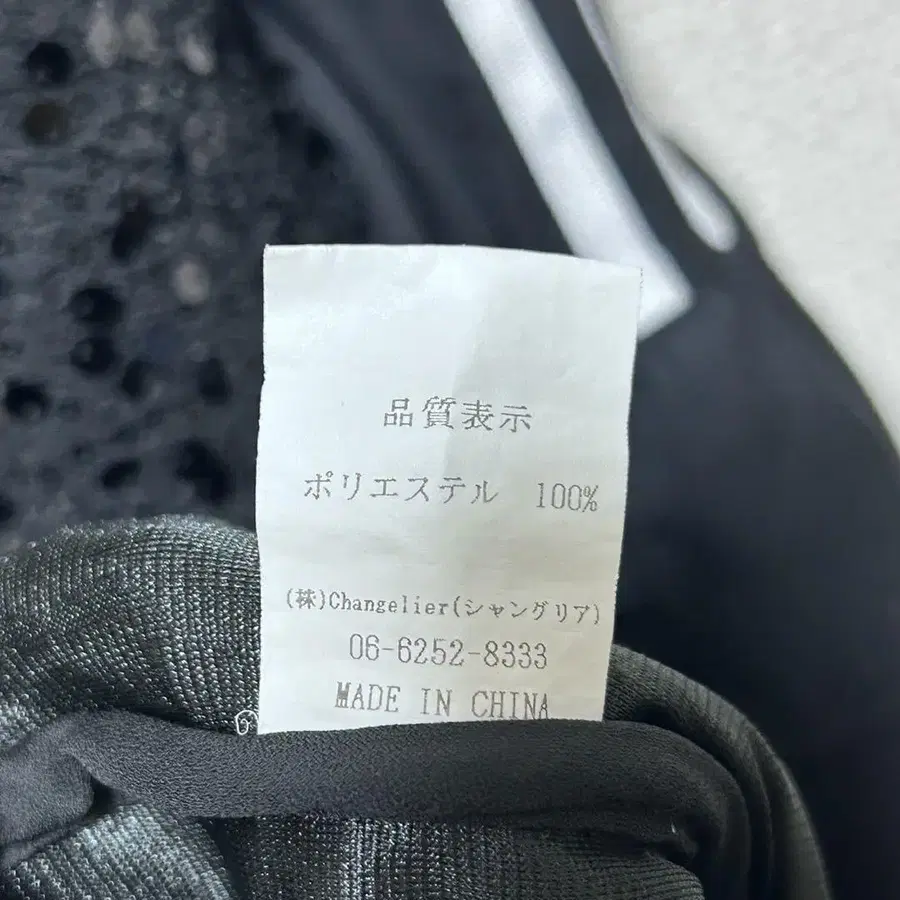 品質表示
ポリエステル 100%
(株)Changelier(シャングリア)
06-6252-8333
MADE IN CHINA